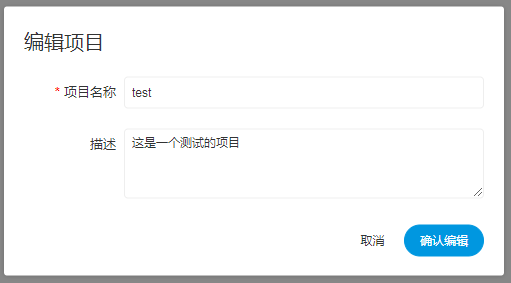 编辑项目
* 项目名称
test
描述
这是一个测试的项目
取消
确认编辑